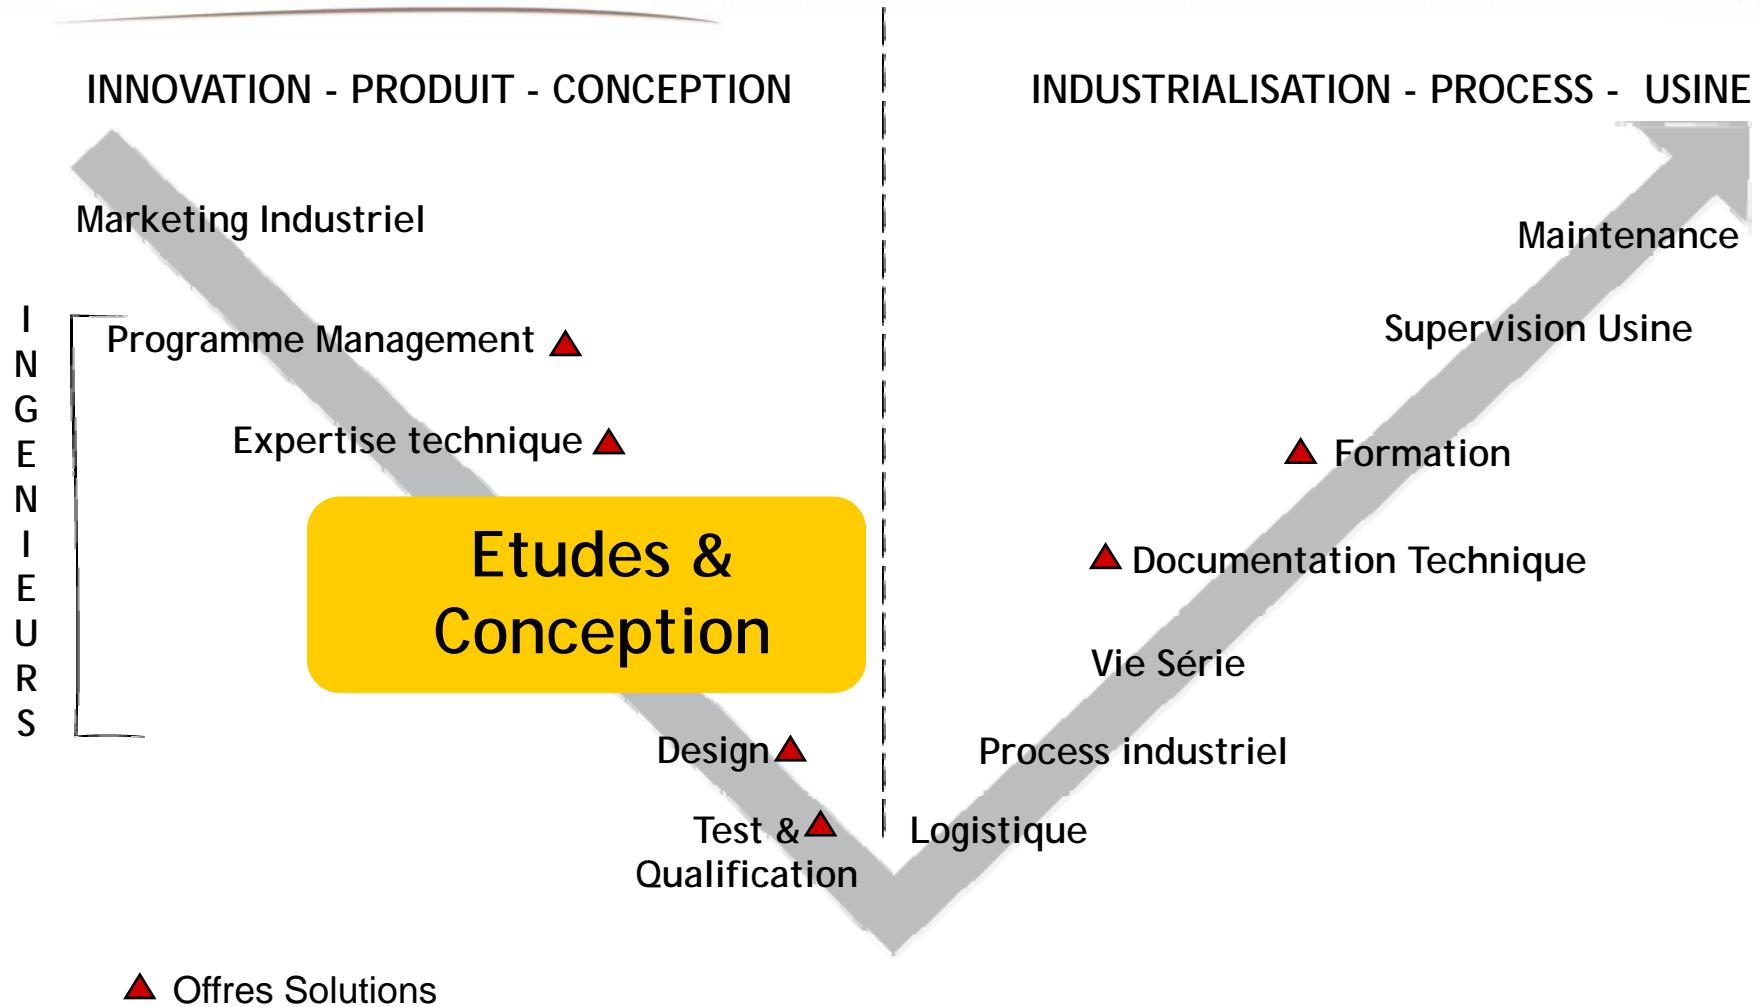 INNOVATION - PRODUIT - CONCEPTION
INDUSTRIALISATION - PROCESS - USINE
Marketing Industriel
INGENIEURS
Programme Management
Expertise technique
Etudes &
Conception
Design
Test &
Qualification
Maintenance
Supervision Usine
Formation
Documentation Technique
Vie Série
Process industriel
Logistique
Offres Solutions